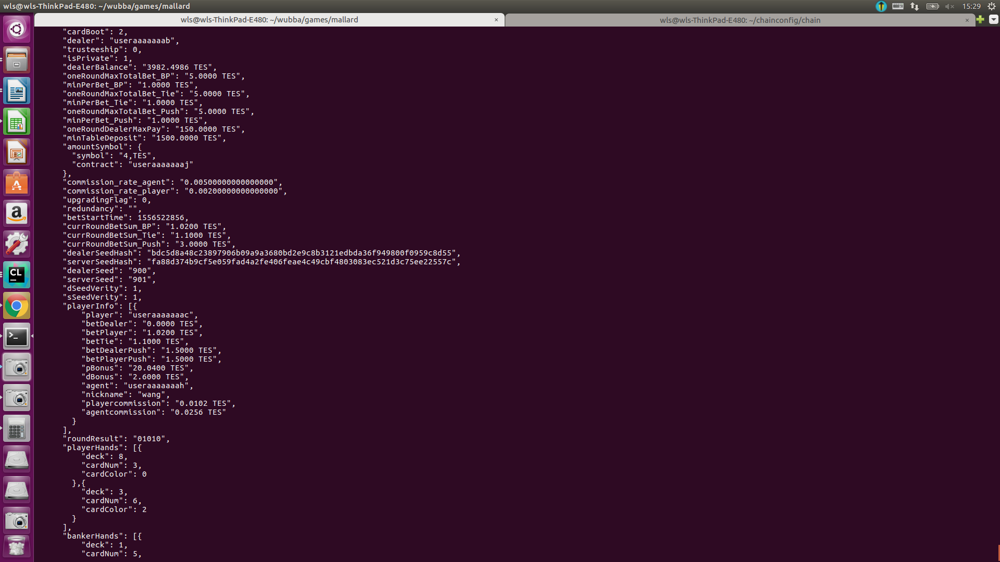 wls@wls-ThinkPad-E480: ~/wubba/games/mallard
15:29
wls@wls-ThinkPad-E480: ~/wubba/games/mallard ×
wls@wls-ThinkPad-E480: ~/chainconfig/chain ×
"cardBoot": 2,
"dealer": "useraaaaaaab",
"trusteeship": 0,
"isPrivate": 1,
"dealerBalance": "3982.4986 TES",
"oneRoundMaxTotalBet_BP": "5.0000 TES",
"minPerBet_BP": "1.0000 TES",
"oneRoundMaxTotalBet_Tie": "5.0000 TES",
"minPerBet_Tie": "1.0000 TES",
"oneRoundMaxTotalBet_Push": "5.0000 TES",
"minPerBet_Push": "1.0000 TES",
"oneRoundDealerMaxPay": "150.0000 TES",
"minTableDeposit": "1500.0000 TES",
"amountSymbol": {
"symbol": "4,TES",
"contract": "useraaaaaaaj"
},
"commission_rate_agent": "0.00500000000000000",
"commission_rate_player": "0.00200000000000000",
"upgradingFlag": 0,
"redundancy": "",
"betStartTime": 1556522856,
"currRoundBetSum_BP": "1.0200 TES",
"currRoundBetSum_Tie": "1.1000 TES",
"currRoundBetSum_Push": "3.0000 TES",
"dealerSeedHash": "bdc5d8a48c23897906b09a9a3680bd2e9c8b3121edbda36f949800f0959c8d55",
"serverSeedHash": "fa88d374b9cf5e059fad4a2fe406feae4c49cbf4803083ec521d3c75ee22557c",
"dealerSeed": "900",
"serverSeed": "901",
"dSeedVerity": 1,
"sSeedVerity": 1,
"playerInfo": [{
"player": "useraaaaaaac",
"betDealer": "0.0000 TES",
"betPlayer": "1.0200 TES",
"betTie": "1.1000 TES",
"betDealerPush": "1.5000 TES",
"betPlayerPush": "1.5000 TES",
"pBonus": "20.0400 TES",
"dBonus": "2.6000 TES",
"agent": "useraaaaaaah",
"nickname": "wang",
"playercommission": "0.0102 TES",
"agentcommission": "0.0256 TES"
}
],
"roundResult": "01010",
"playerHands": [{
"deck": 8,
"cardNum": 3,
"cardColor": 0
},{
"deck": 3,
"cardNum": 6,
"cardColor": 2
}
],
"bankerHands": [{
"deck": 1,
"cardNum": 5,